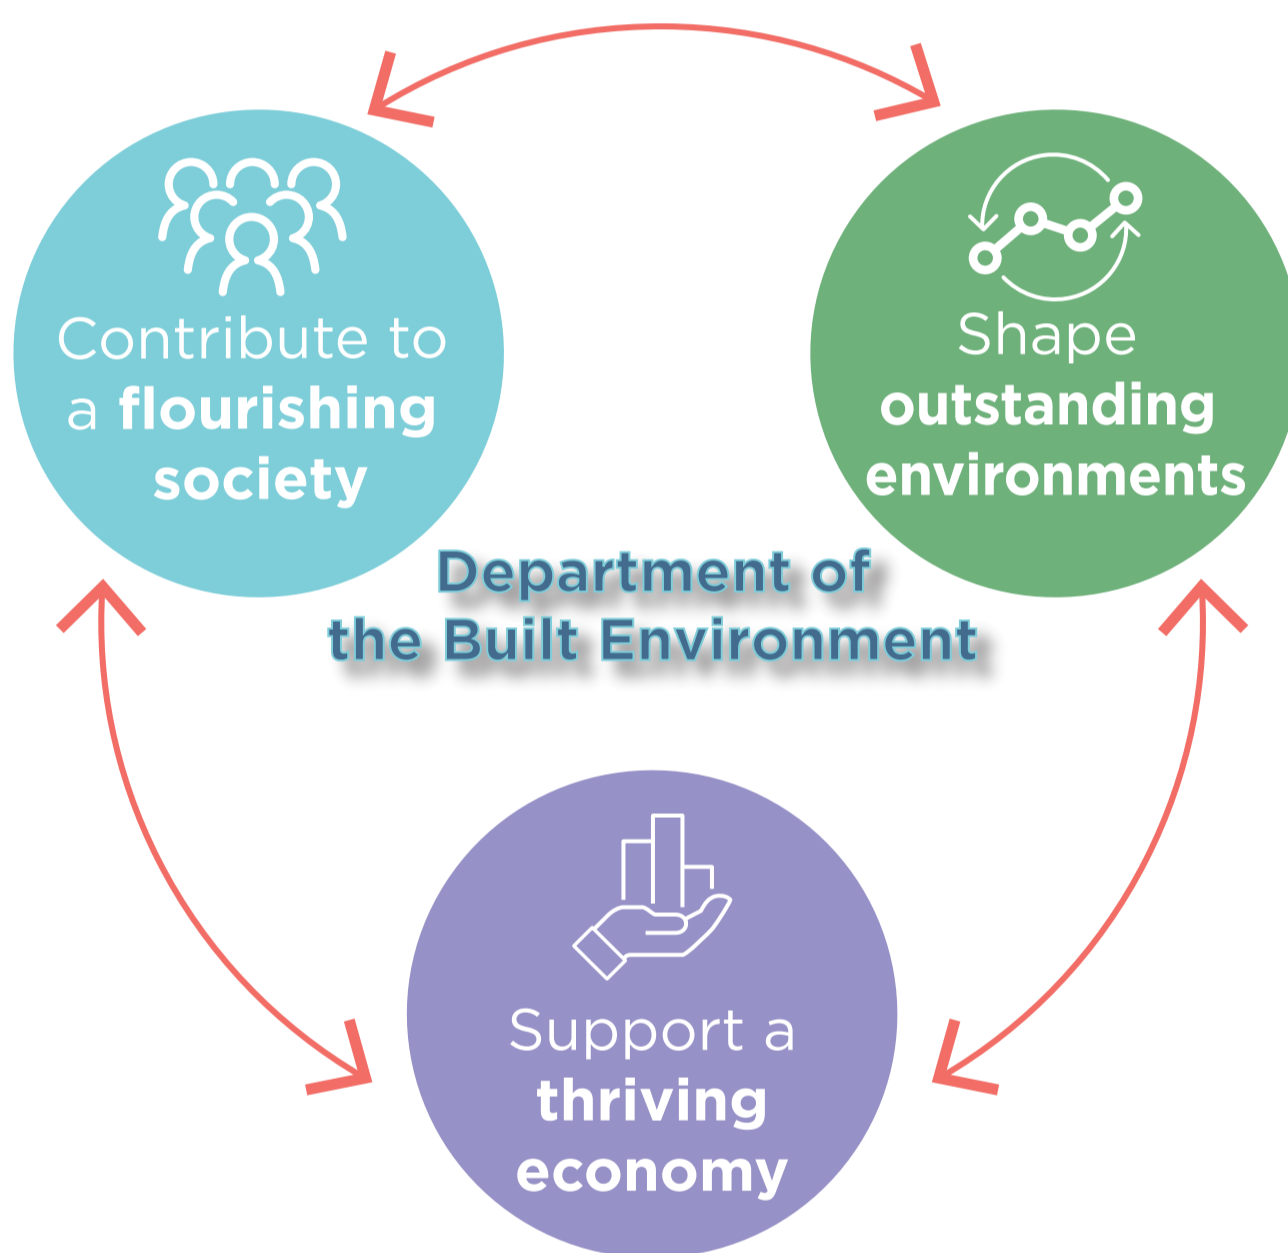 Contribute to
a flourishing
society
Shape
outstanding
environments
Department of
the Built Environment
Support a
thriving
economy